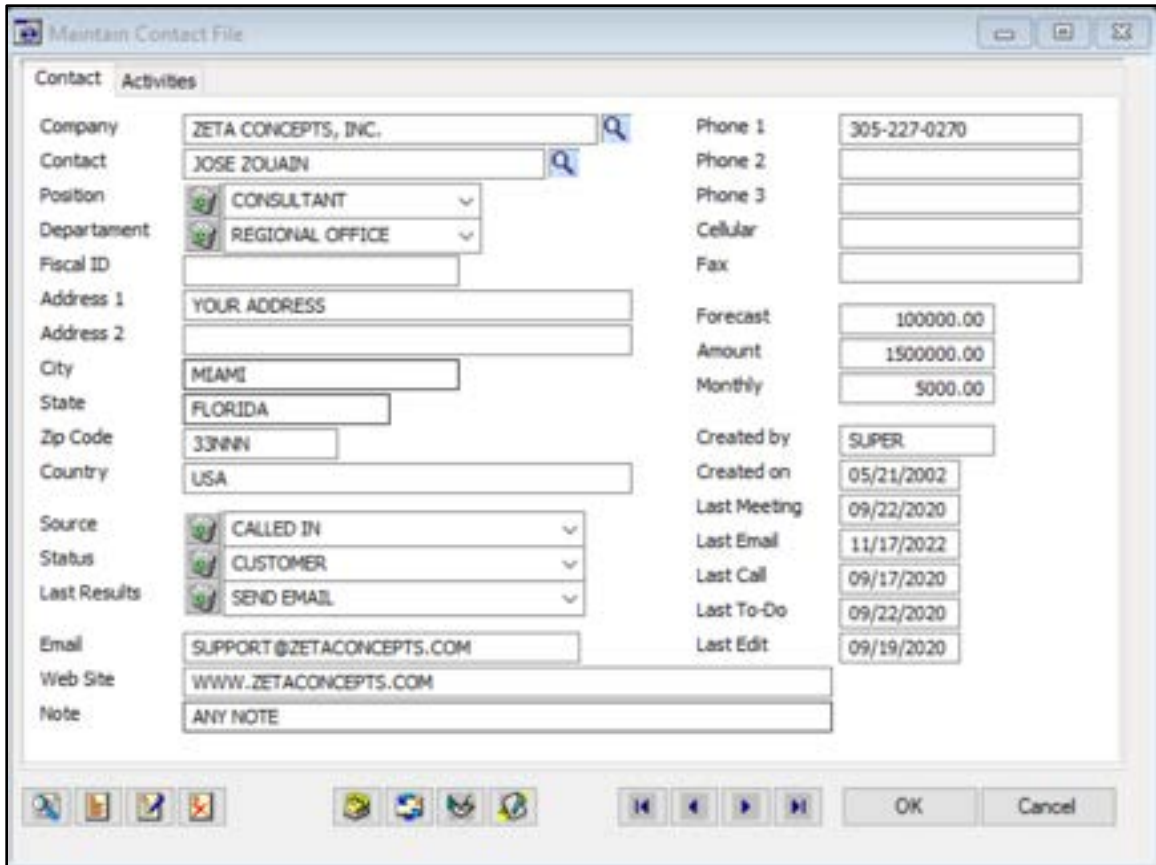 Maintain Contact File
Contact Activities
Company ZETA CONCEPTS, INC.
Contact JOSE ZOUAIN
Position CONSULTANT
Departament REGIONAL OFFICE
Fiscal ID
Address 1 YOUR ADDRESS
Address 2
City MIAMI
State FLORIDA
Zip Code 33NNN
Country USA
Source CALLED IN
Status CUSTOMER
Last Results SEND EMAIL
Email SUPPORT@ZETACONCEPTS.COM
Web Site WWW.ZETACONCEPTS.COM
Note ANY NOTE
Phone 1 305-227-0270
Phone 2
Phone 3
Cellular
Fax
Forecast 100000.00
Amount 1500000.00
Monthly 5000.00
Created by SUPER
Created on 05/21/2002
Last Meeting 09/22/2020
Last Email 11/17/2022
Last Call 09/17/2020
Last To-Do 09/22/2020
Last Edit 09/19/2020
OK Cancel